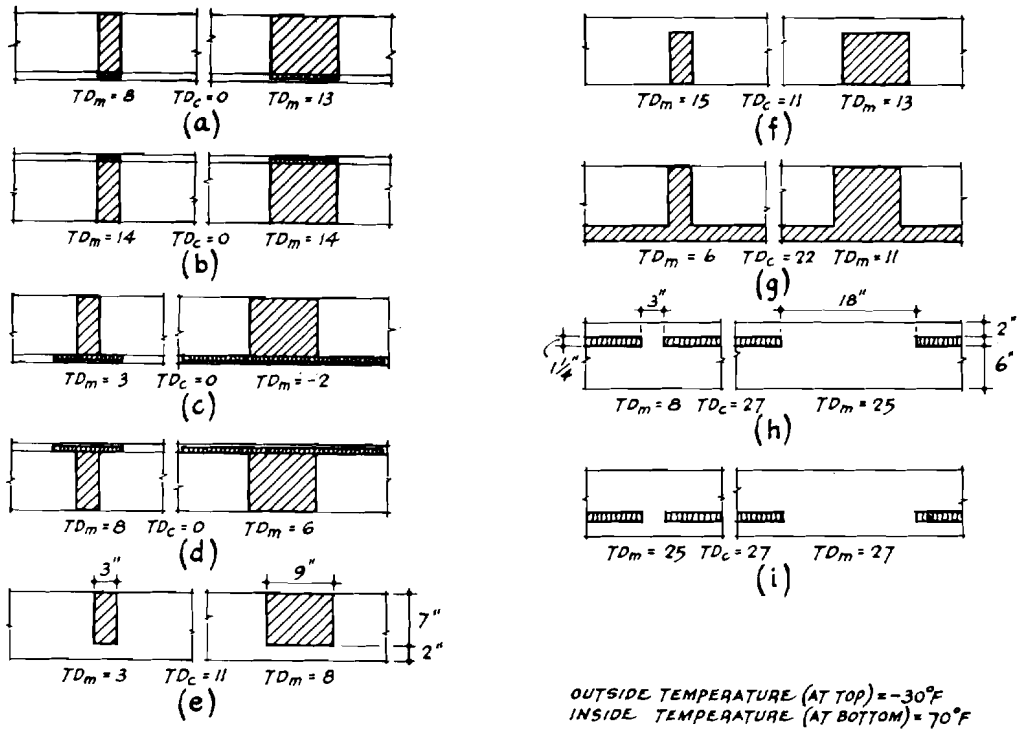 TDm = 8 TDc = 0 TDm = 13
(a)
TDm = 14 TDc = 0 TDm = 14
(b)
TDm = 3 TDc = 0 TDm = -2
(c)
TDm = 8 TDc = 0 TDm = 6
(d)
3" 9"
7"
2"
TDm = 3 TDc = 11 TDm = 8
(e)
TDm = 15 TDc = 11 TDm = 13
(f)
TDm = 6 TDc = 22 TDm = 11
(g)
3" 18"
2"
1 1/4" 6"
TDm = 8 TDc = 27 TDm = 25
(h)
TDm = 25 TDc = 27 TDm = 27
(i)
OUTSIDE TEMPERATURE (AT TOP) = -30°F
INSIDE TEMPERATURE (AT BOTTOM) = 70°F